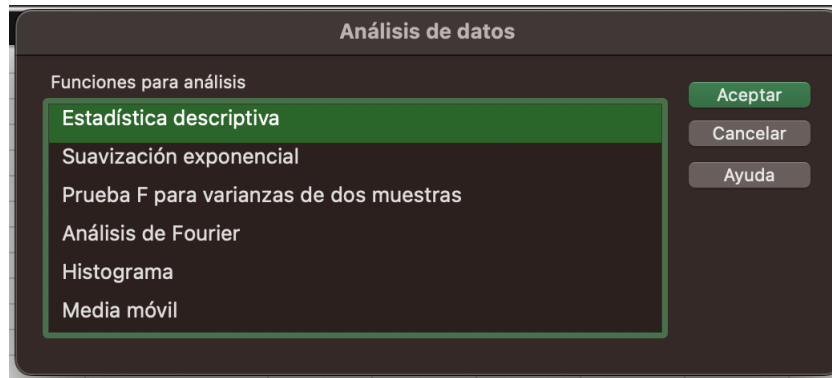 Análisis de datos
Funciones para análisis
Estadística descriptiva
Suavización exponencial
Prueba F para varianzas de dos muestras
Análisis de Fourier
Histograma
Media móvil
Aceptar
Cancelar
Ayuda